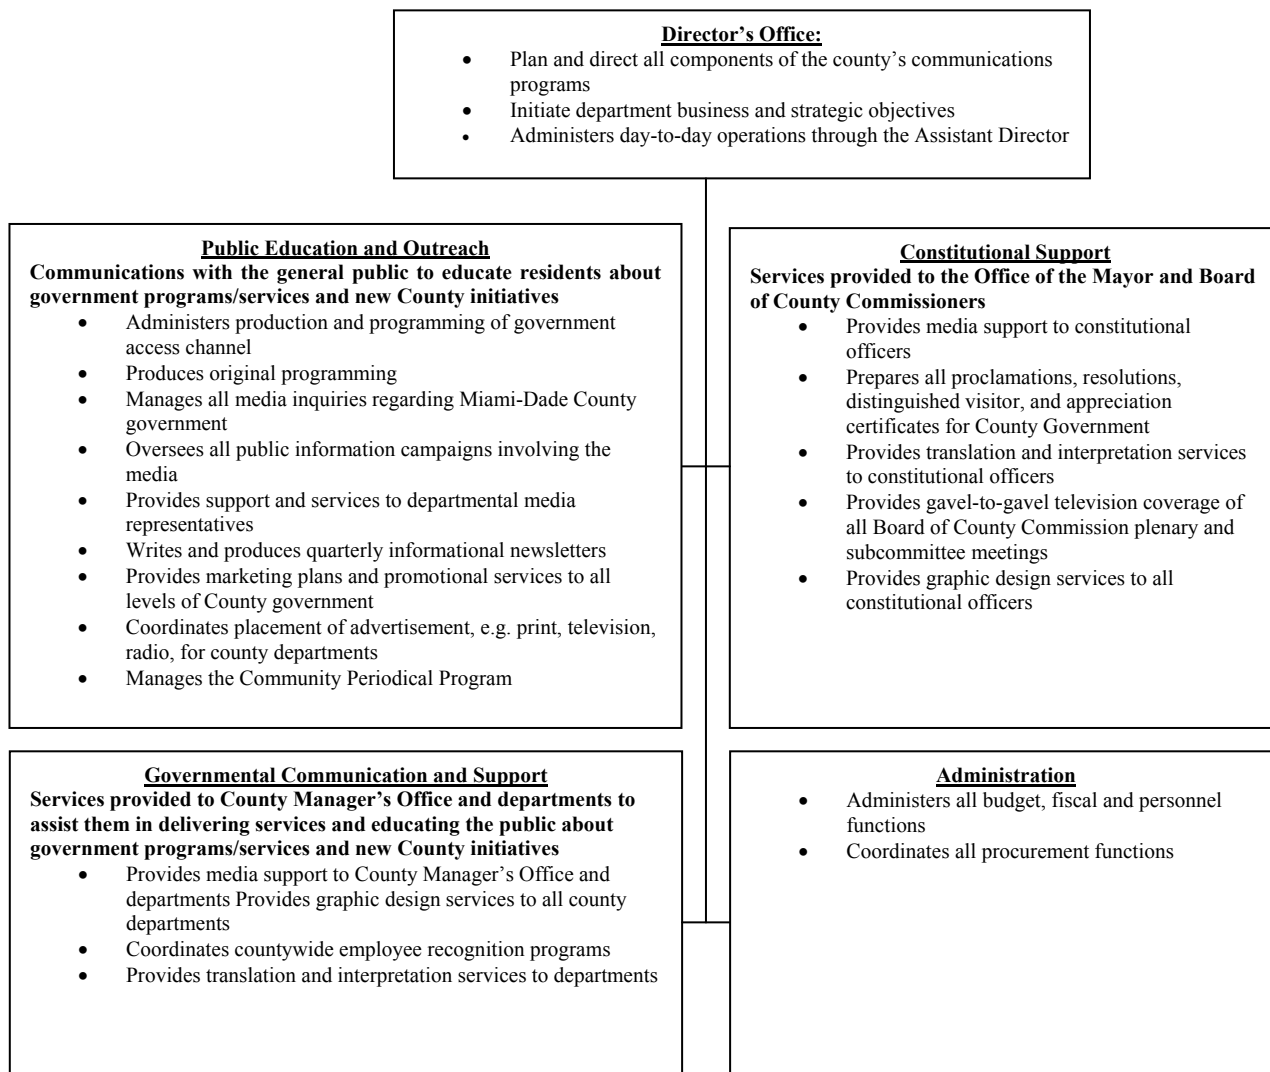 Director’s Office:
• Plan and direct all components of the county’s communications
programs
• Initiate department business and strategic objectives
• Administers day-to-day operations through the Assistant Director
Public Education and Outreach
Communications with the general public to educate residents about
government programs/services and new County initiatives
• Administers production and programming of government
access channel
• Produces original programming
• Manages all media inquiries regarding Miami-Dade County
government
• Oversees all public information campaigns involving the
media
• Provides support and services to departmental media
representatives
• Writes and produces quarterly informational newsletters
• Provides marketing plans and promotional services to all
levels of County government
• Coordinates placement of advertisement, e.g. print, television,
radio, for county departments
• Manages the Community Periodical Program
Constitutional Support
Services provided to the Office of the Mayor and Board
of County Commissioners
• Provides media support to constitutional
officers
• Prepares all proclamations, resolutions,
distinguished visitor, and appreciation
certificates for County Government
• Provides translation and interpretation services
to constitutional officers
• Provides gavel-to-gavel television coverage of
all Board of County Commission plenary and
subcommittee meetings
• Provides graphic design services to all
constitutional officers
Governmental Communication and Support
Services provided to County Manager’s Office and departments to
assist them in delivering services and educating the public about
government programs/services and new County initiatives
• Provides media support to County Manager’s Office and
departments Provides graphic design services to all county
departments
• Coordinates countywide employee recognition programs
• Provides translation and interpretation services to departments
Administration
• Administers all budget, fiscal and personnel
functions
• Coordinates all procurement functions